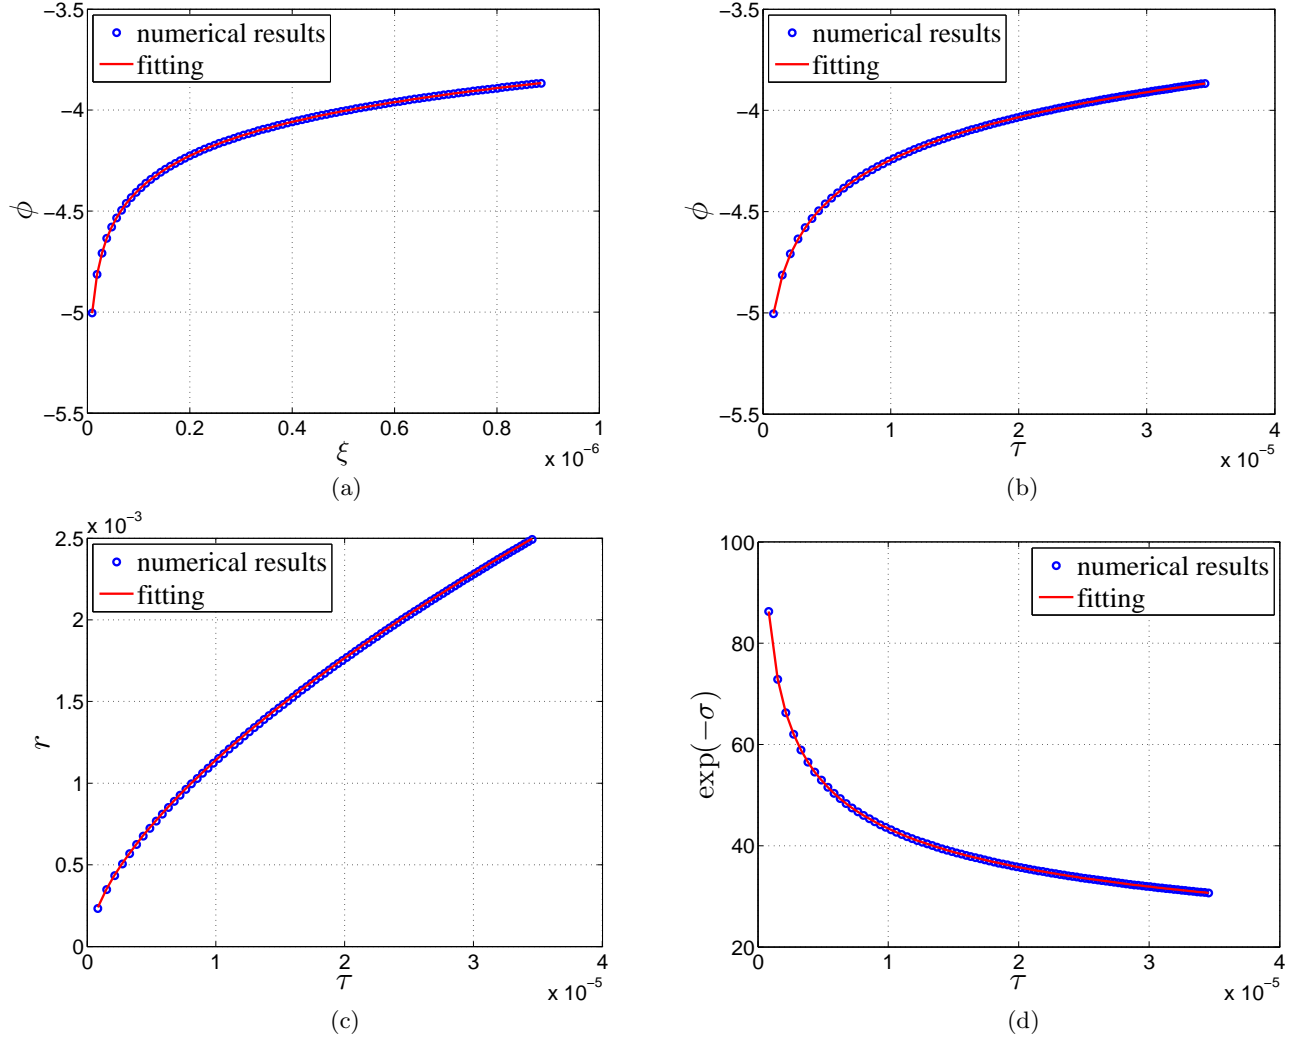 −3.5
−4
−4.5
−5
−5.5
ϕ
numerical results
fitting
0 0.2 0.4 0.6 0.8 1
ξ
x 10⁻⁶
(a)
−3.5
−4
−4.5
−5
−5.5
ϕ
numerical results
fitting
0 1 2 3 4
τ
x 10⁻⁵
(b)
x 10⁻³
2.5
2
1.5
1
0.5
0
r
numerical results
fitting
0 1 2 3 4
τ
x 10⁻⁵
(c)
100
80
60
40
20
exp(−σ)
numerical results
fitting
0 1 2 3 4
τ
x 10⁻⁵
(d)